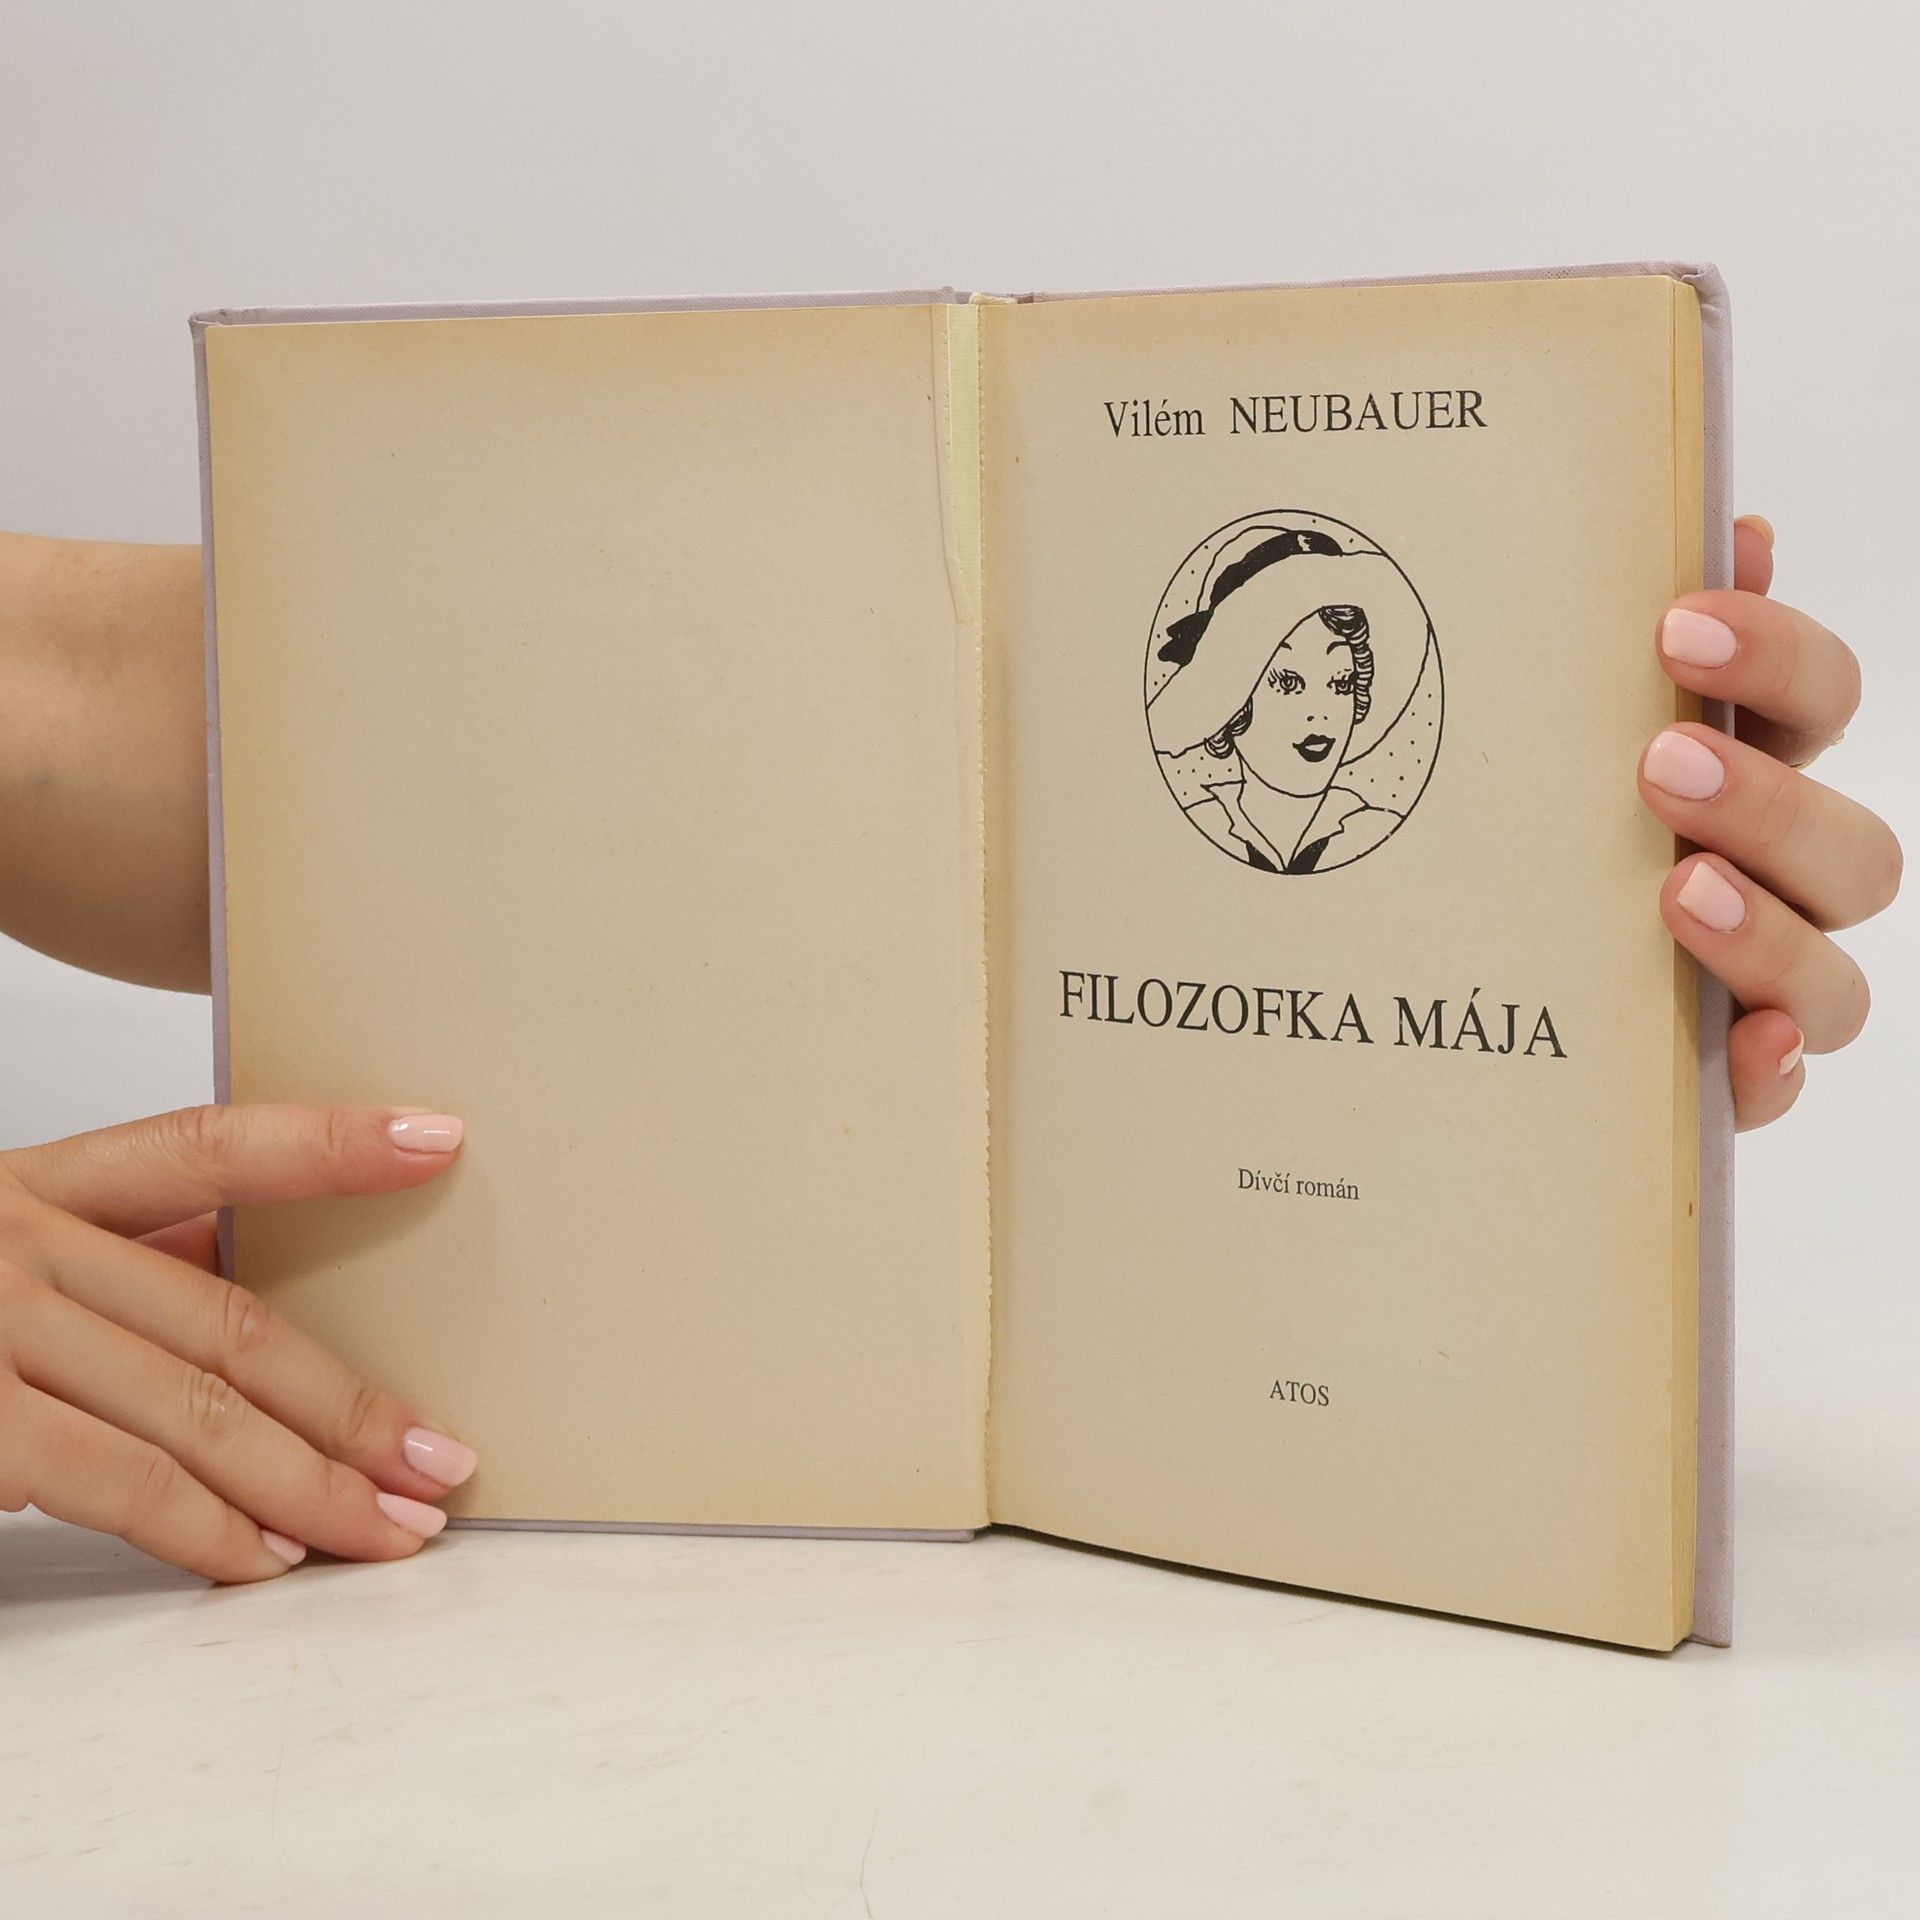 Vilém NEUBAUER
FILOZOFKA MÁJA
Dívčí román
ATOS